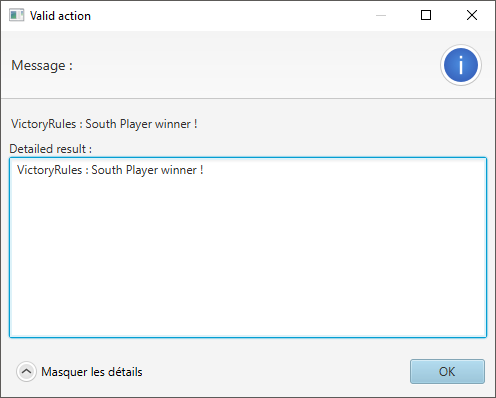 Valid action
Message :
VictoryRules : South Player winner !
Detailed result :
VictoryRules : South Player winner !
Masquer les détails
OK